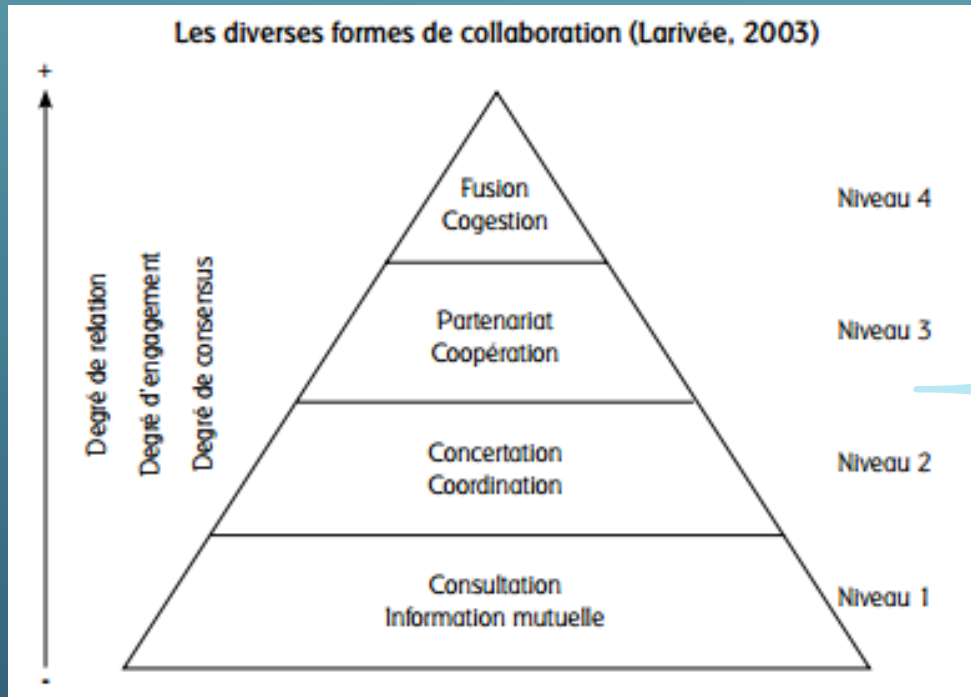 Les diverses formes de collaboration (Larivée, 2003)
+
Fusion
Cogestion
Niveau 4
Partenariat
Coopération
Niveau 3
Degré de relation
Degré d'engagement
Degré de consensus
Concertation
Coordination
Niveau 2
Consultation
Information mutuelle
Niveau 1
-